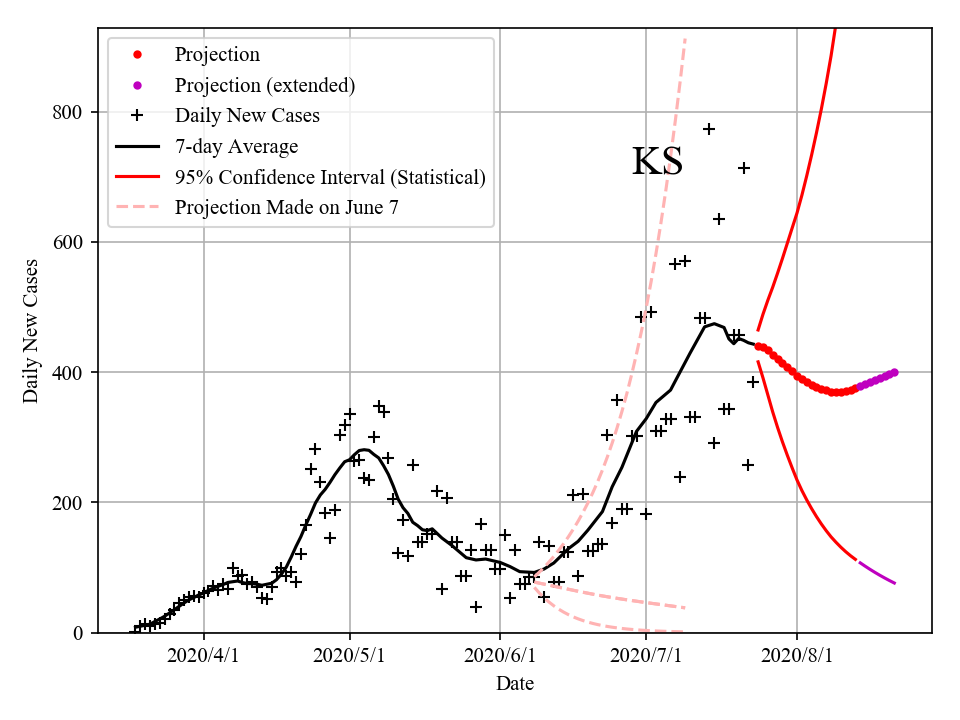 Projection
Projection (extended)
Daily New Cases
7-day Average
95% Confidence Interval (Statistical)
Projection Made on June 7
KS
800
600
400
200
0
Daily New Cases
2020/4/1
2020/5/1
2020/6/1
2020/7/1
2020/8/1
Date